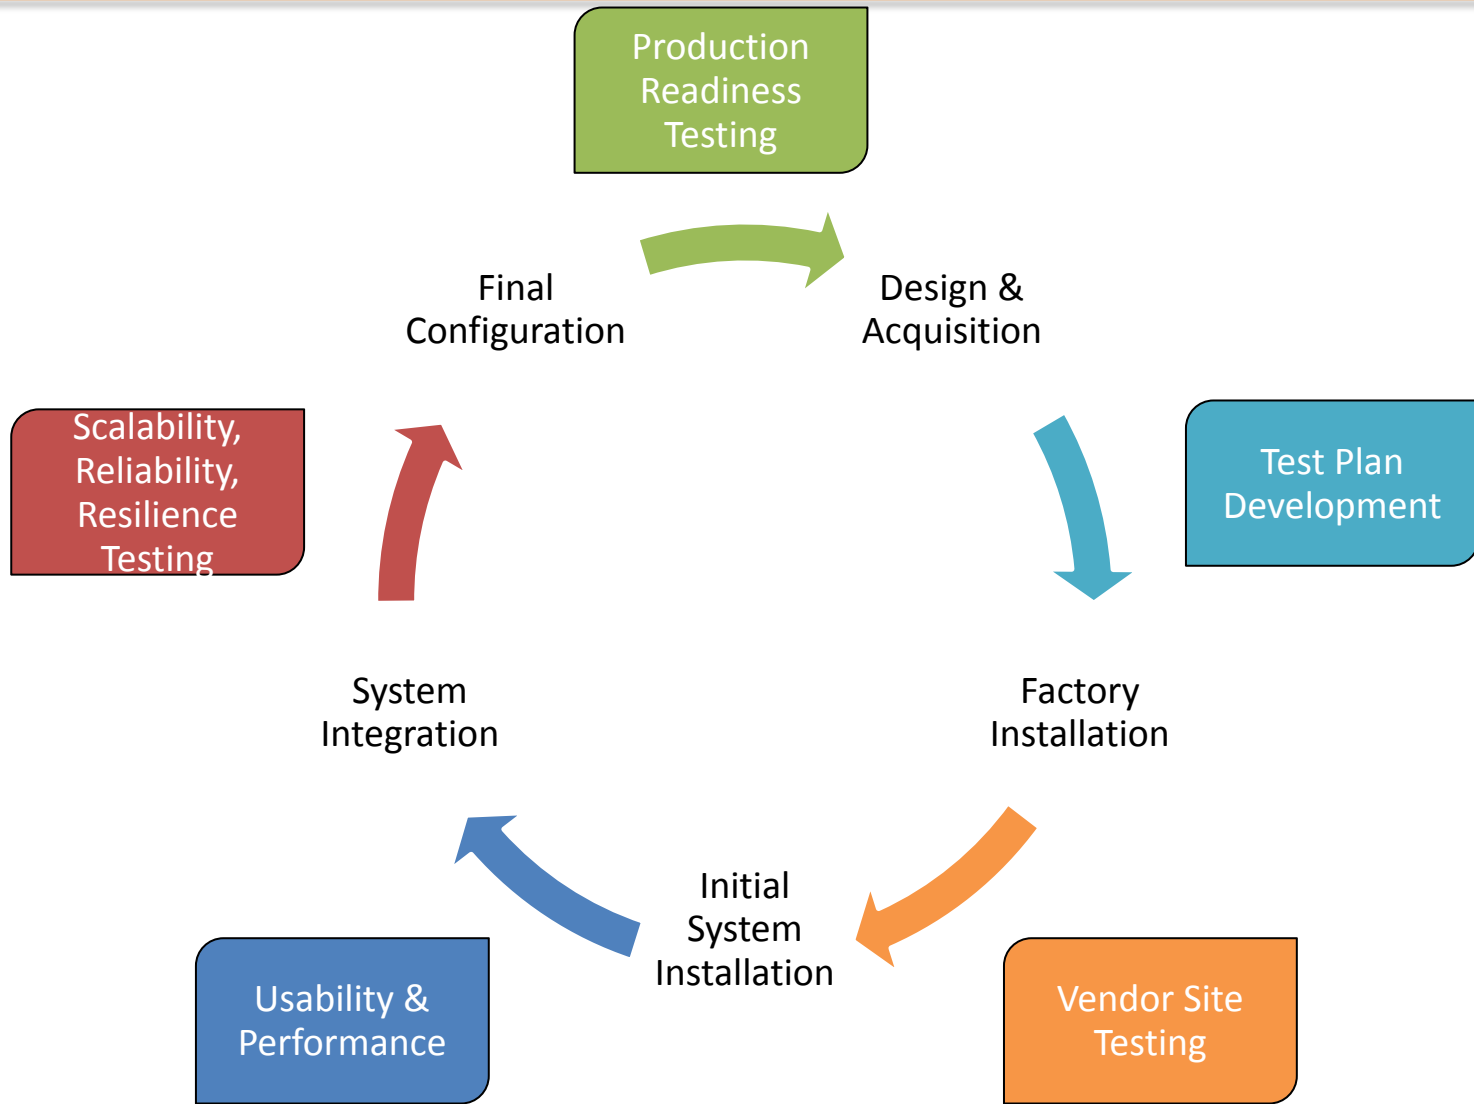 Production
Readiness
Testing
Final
Configuration
Design &
Acquisition
Scalability,
Reliability,
Resilience
Testing
Test Plan
Development
System
Integration
Factory
Installation
Initial
System
Installation
Usability &
Performance
Vendor Site
Testing